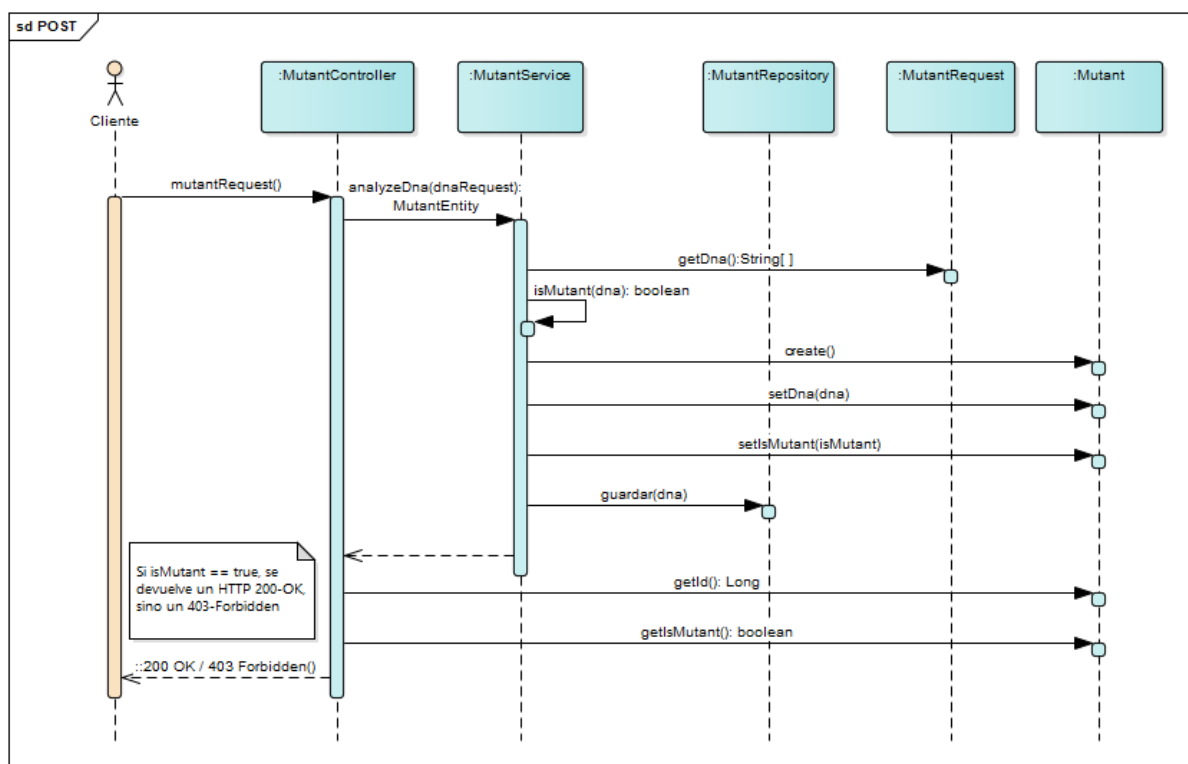 sd POST
:MutantController
:MutantService
:MutantRepository
:MutantRequest
:Mutant
Cliente
mutantRequest()
analyzeDna(dnaRequest):
MutantEntity
getDna():String[ ]
isMutant(dna): boolean
create()
setDna(dna)
setIsMutant(isMutant)
guardar(dna)
Si isMutant == true, se
devuelve un HTTP 200-OK,
sino un 403-Forbidden
getId(): Long
getIsMutant(): boolean
::200 OK / 403 Forbidden()